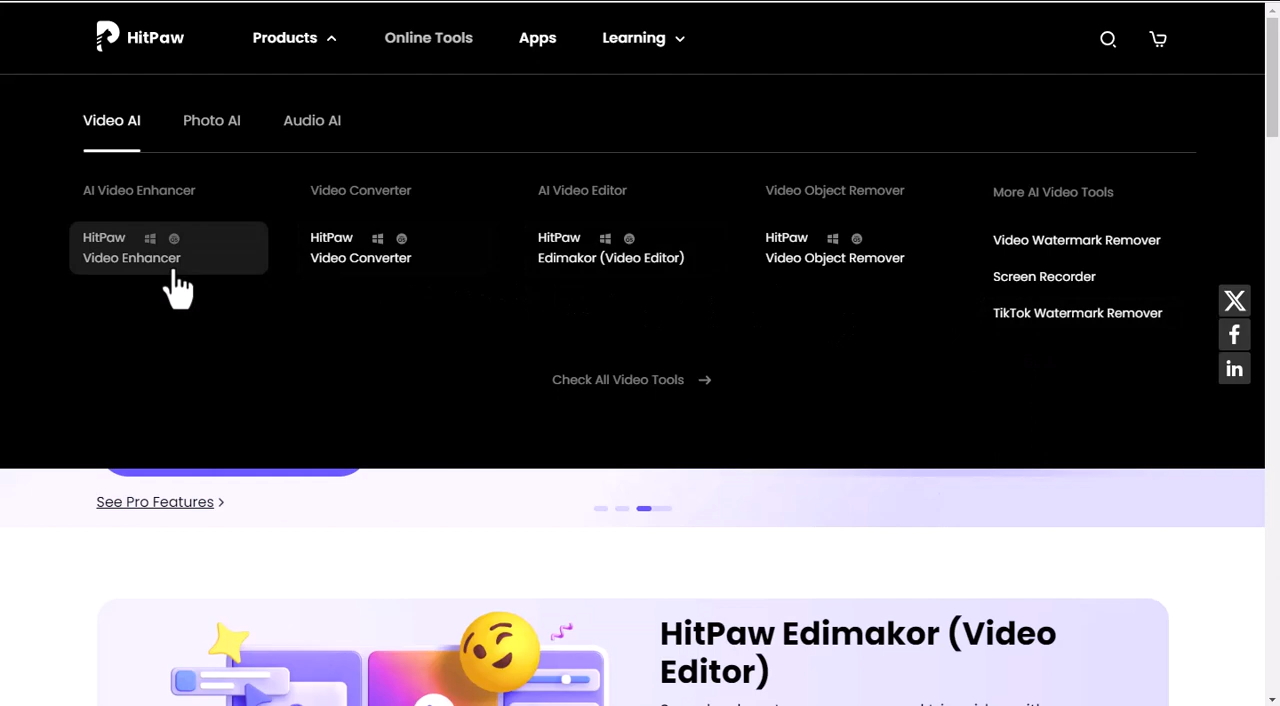 HitPaw
Products
Online Tools
Apps
Learning
Video AI
Photo AI
Audio AI
AI Video Enhancer
HitPaw
Video Enhancer
Video Converter
HitPaw
Video Converter
AI Video Editor
HitPaw
Edimakor (Video Editor)
Video Object Remover
HitPaw
Video Object Remover
More AI Video Tools
Video Watermark Remover
Screen Recorder
TikTok Watermark Remover
Check All Video Tools
See Pro Features
HitPaw Edimakor (Video
Editor)